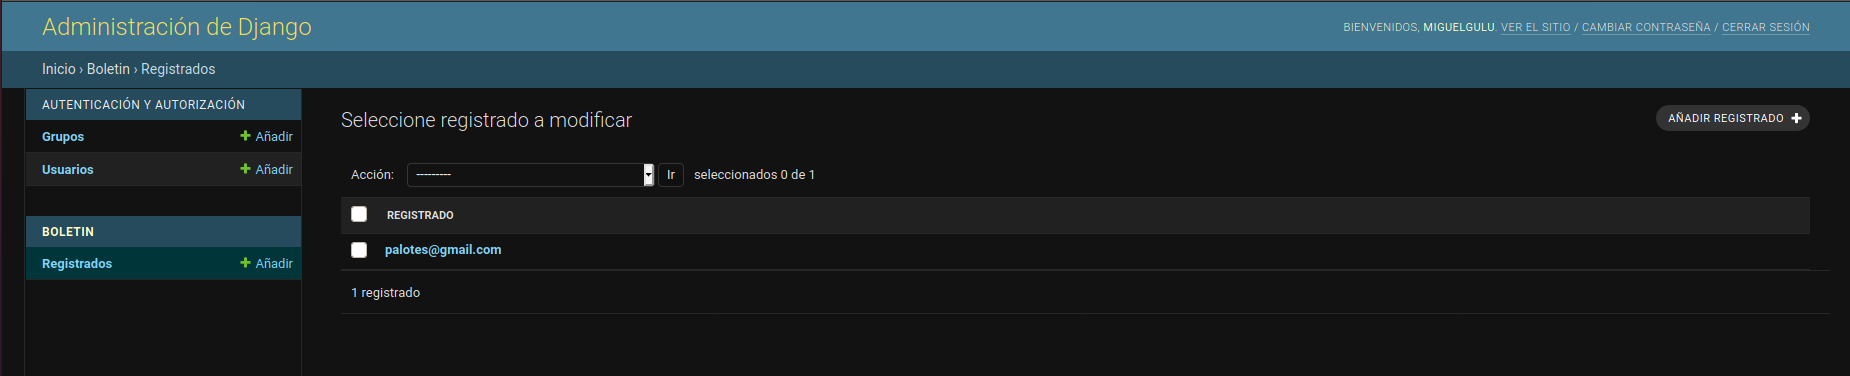 Administración de Django
BIENVENIDOS, MIGUELGULU. VER EL SITIO / CAMBIAR CONTRASEÑA / CERRAR SESIÓN
Inicio › Boletin › Registrados
AUTENTICACIÓN Y AUTORIZACIÓN
Grupos
+ Añadir
Usuarios
+ Añadir
BOLETIN
Registrados
+ Añadir
Seleccione registrado a modificar
AÑADIR REGISTRADO +
Acción: --------- Ir seleccionados 0 de 1
REGISTRADO
palotes@gmail.com
1 registrado